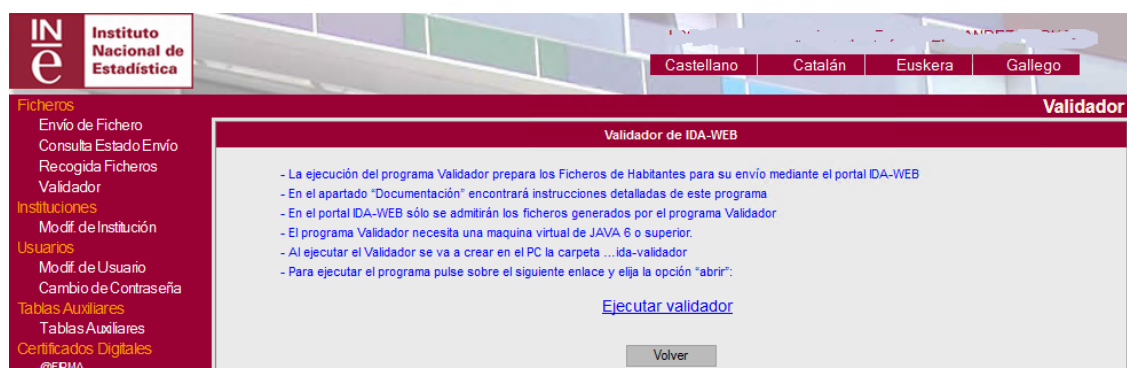 INe
Instituto
Nacional de
Estadística
Castellano
Catalán
Euskera
Gallego
Validador
Ficheros
Envío de Fichero
Consulta Estado Envío
Recogida Ficheros
Validador
Instituciones
Modif. de Institución
Usuarios
Modif. de Usuario
Cambio de Contraseña
Tablas Auxiliares
Tablas Auxiliares
Certificados Digitales
@FIRMA
Validador de IDA-WEB
- La ejecución del programa Validador prepara los Ficheros de Habitantes para su envío mediante el portal IDA-WEB
- En el apartado "Documentación" encontrará instrucciones detalladas de este programa
- En el portal IDA-WEB sólo se admitirán los ficheros generados por el programa Validador
- El programa Validador necesita una maquina virtual de JAVA 6 o superior.
- Al ejecutar el Validador se va a crear en el PC la carpeta ...ida-validador
- Para ejecutar el programa pulse sobre el siguiente enlace y elija la opción "abrir":
Ejecutar validador
Volver